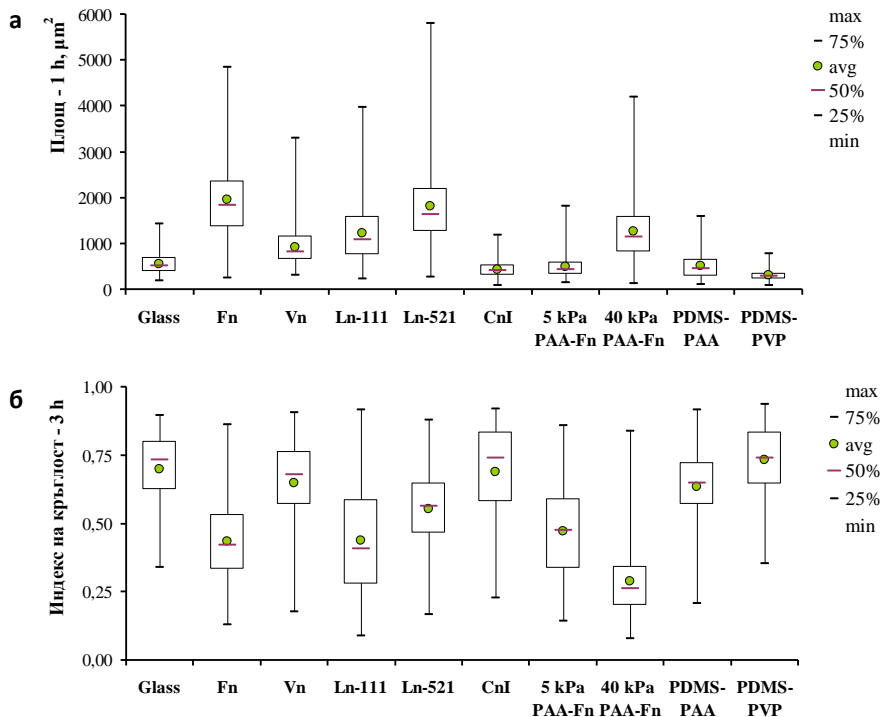 а
Площ - 1 h, µm²
6000
5000
4000
3000
2000
1000
0
Glass Fn Vn Ln-111 Ln-521 CnI 5 kPa PAA-Fn 40 kPa PAA-Fn PDMS-PAA PDMS-PVP
max
75%
avg
50%
25%
min
б
Индекс на кръглост - 3 h
1,00
0,75
0,50
0,25
0,00
Glass Fn Vn Ln-111 Ln-521 CnI 5 kPa PAA-Fn 40 kPa PAA-Fn PDMS-PAA PDMS-PVP
max
75%
avg
50%
25%
min